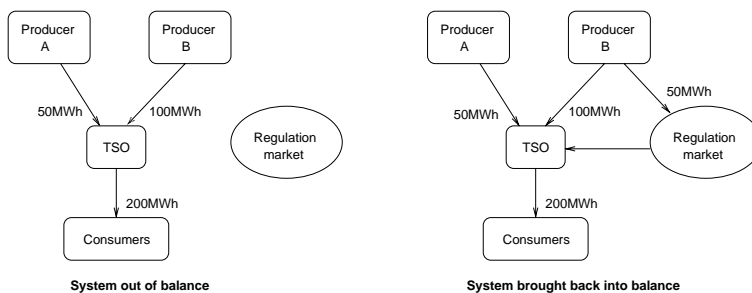 Producer
A
Producer
B
50MWh
100MWh
TSO
Regulation
market
200MWh
Consumers
System out of balance
Producer
A
Producer
B
50MWh
50MWh
100MWh
TSO
Regulation
market
200MWh
Consumers
System brought back into balance